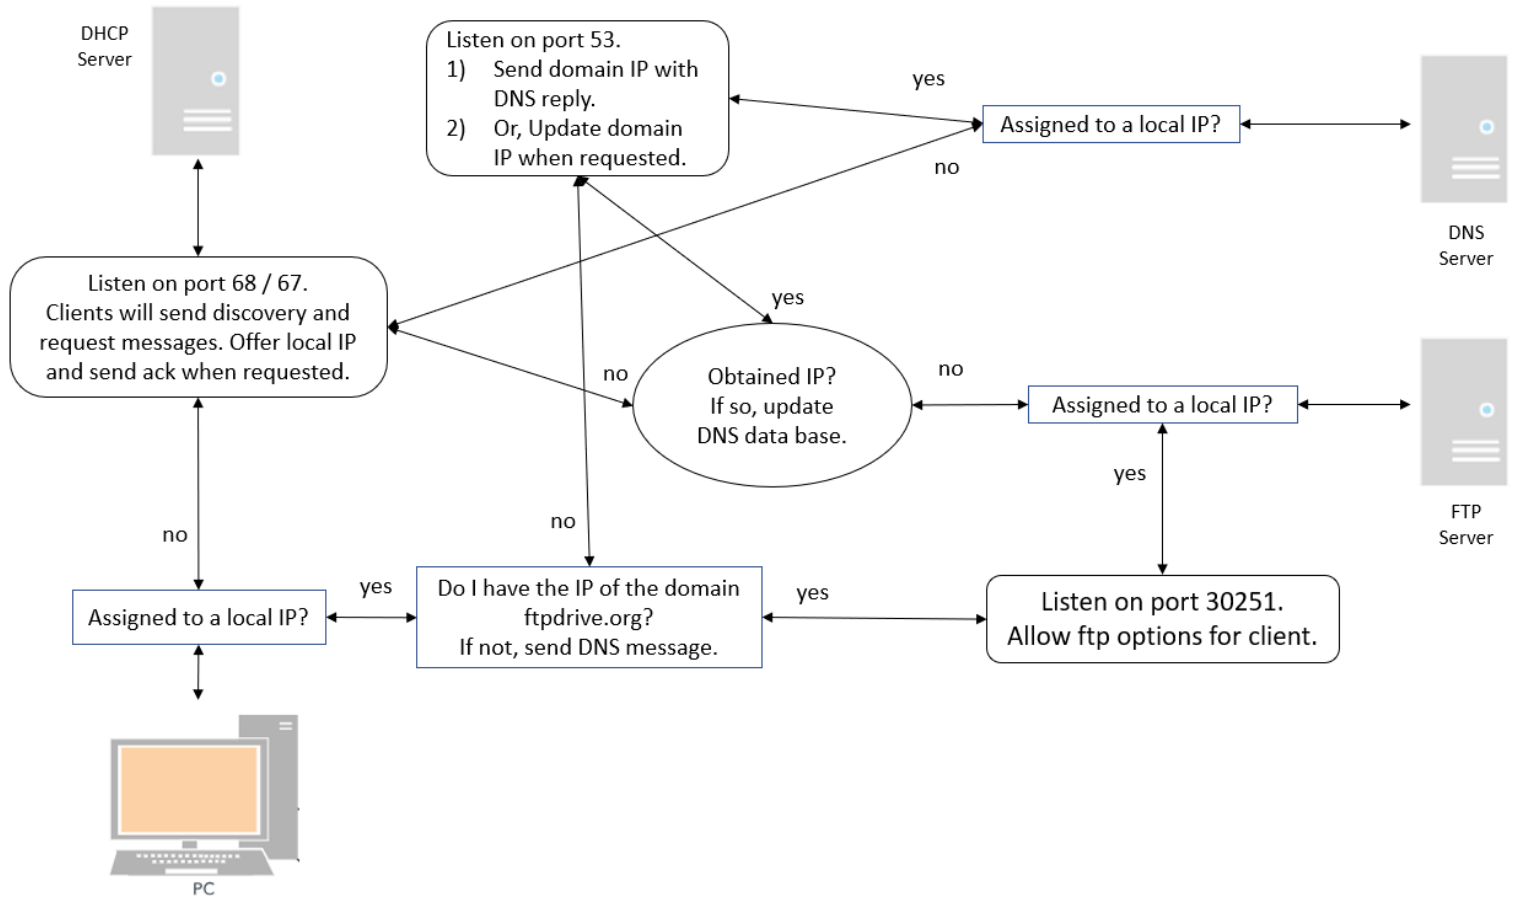 DHCP
Server
Listen on port 53.
1) Send domain IP with
DNS reply.
2) Or, Update domain
IP when requested.
yes
Assigned to a local IP?
no
DNS
Server
Listen on port 68 / 67.
Clients will send discovery and
request messages. Offer local IP
and send ack when requested.
yes
no
Obtained IP?
If so, update
DNS data base.
no
Assigned to a local IP?
yes
FTP
Server
no
no
Assigned to a local IP?
yes
Do I have the IP of the domain
ftpdrive.org?
If not, send DNS message.
yes
Listen on port 30251.
Allow ftp options for client.
PC